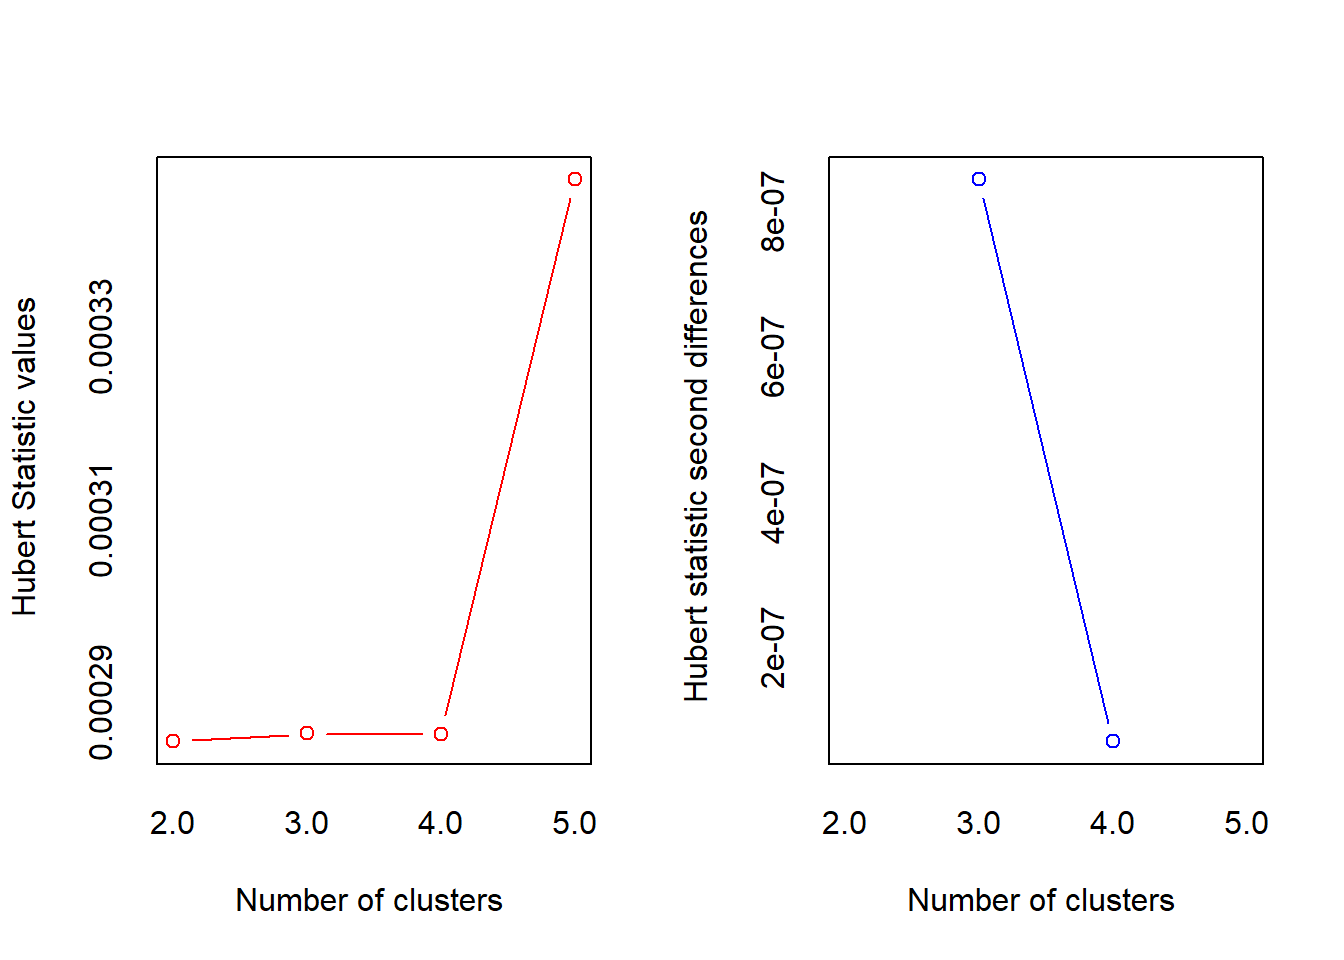 Hubert Statistic values
0.00029 0.00031 0.00033
2.0 3.0 4.0 5.0
Number of clusters
Hubert statistic second differences
2e-07 4e-07 6e-07 8e-07
2.0 3.0 4.0 5.0
Number of clusters